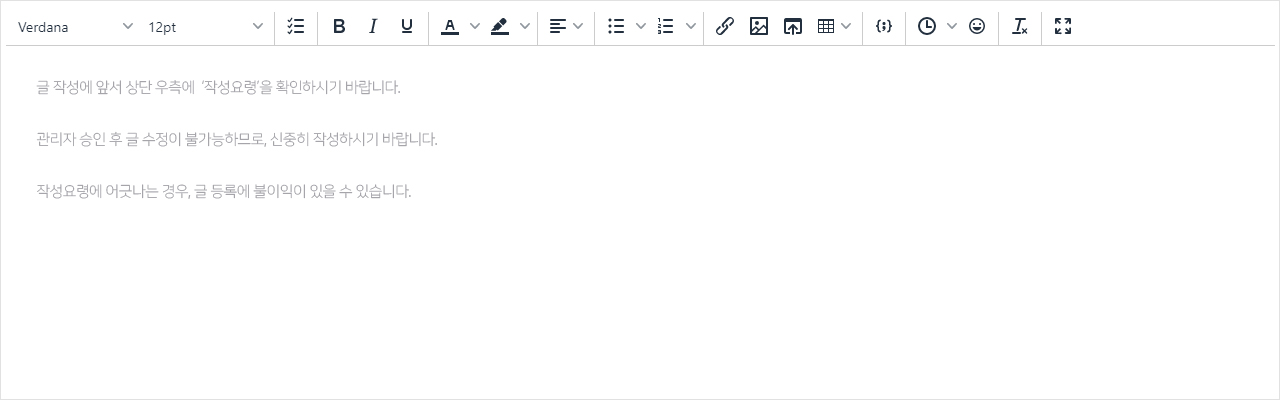 Verdana 12pt
글 작성에 앞서 상단 우측에 '작성요령'을 확인하시기 바랍니다.
관리자 승인 후 글 수정이 불가능하므로, 신중히 작성하시기 바랍니다.
작성요령에 어긋나는 경우, 글 등록에 불이익이 있을 수 있습니다.